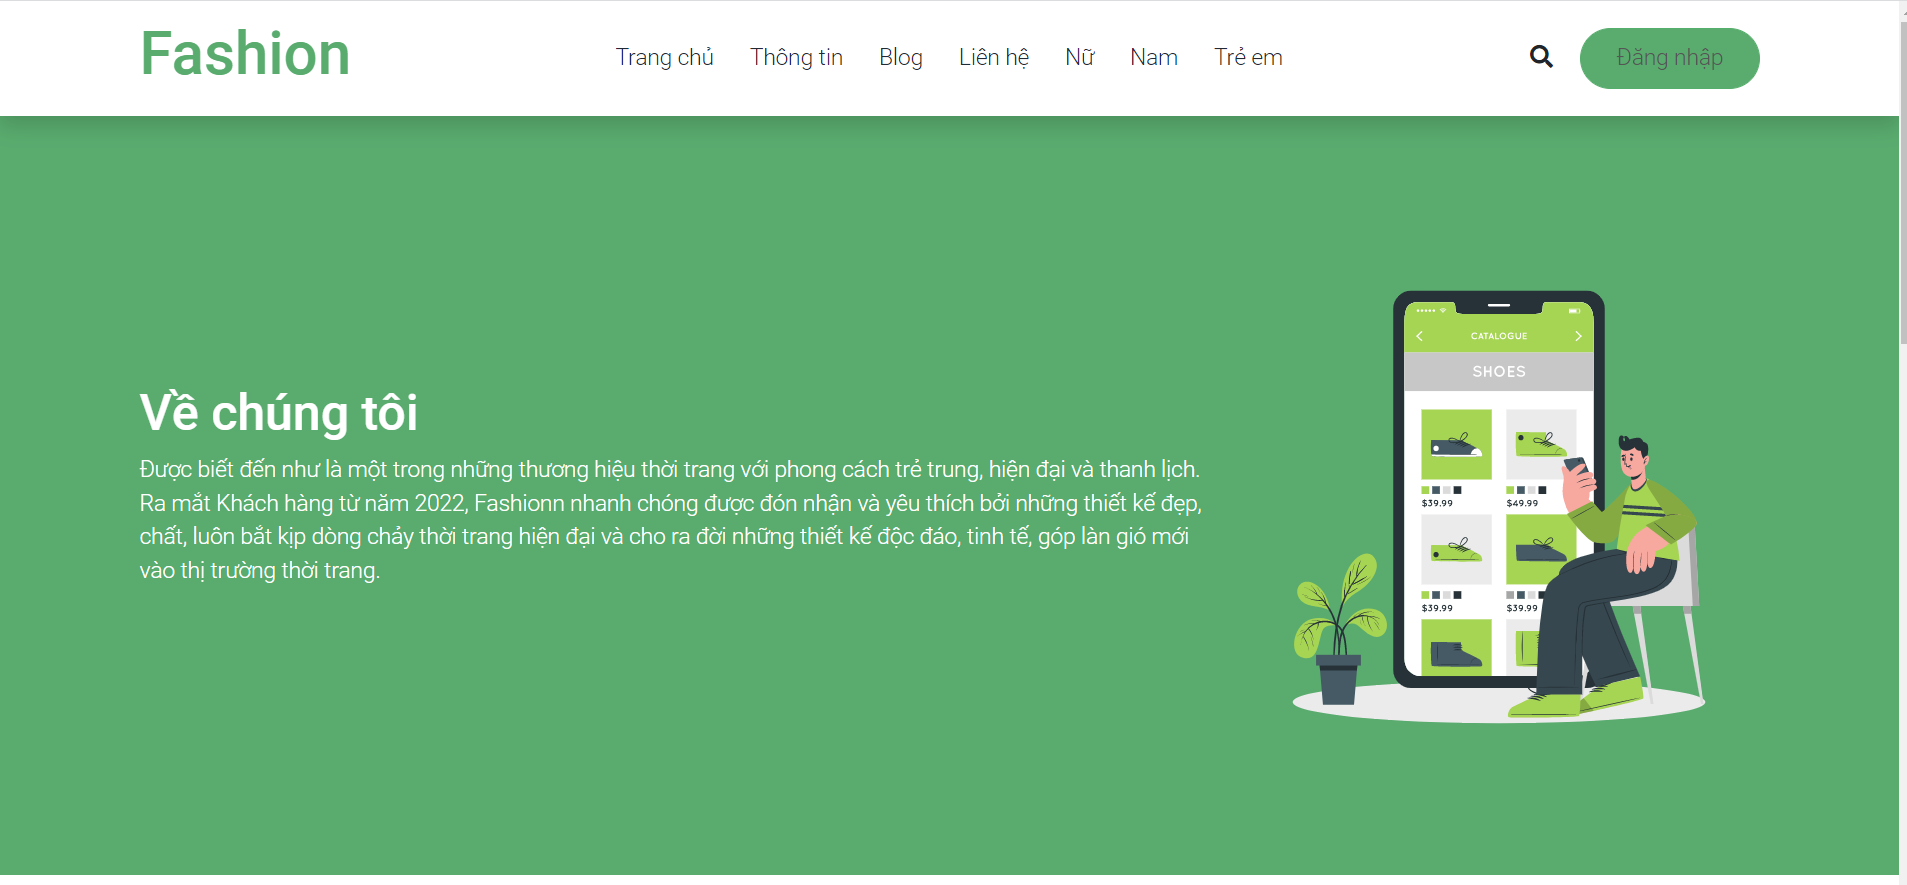 Fashion
Trang chủ Thông tin Blog Liên hệ Nữ Nam Trẻ em
Đăng nhập
Về chúng tôi
Được biết đến như là một trong những thương hiệu thời trang với phong cách trẻ trung, hiện đại và thanh lịch.
Ra mắt Khách hàng từ năm 2022, Fashionn nhanh chóng được đón nhận và yêu thích bởi những thiết kế đẹp,
chất, luôn bắt kịp dòng chảy thời trang hiện đại và cho ra đời những thiết kế độc đáo, tinh tế, góp làn gió mới
vào thị trường thời trang.
CATALOGUE
SHOES
$39.99 $49.99
$39.99 $39.99